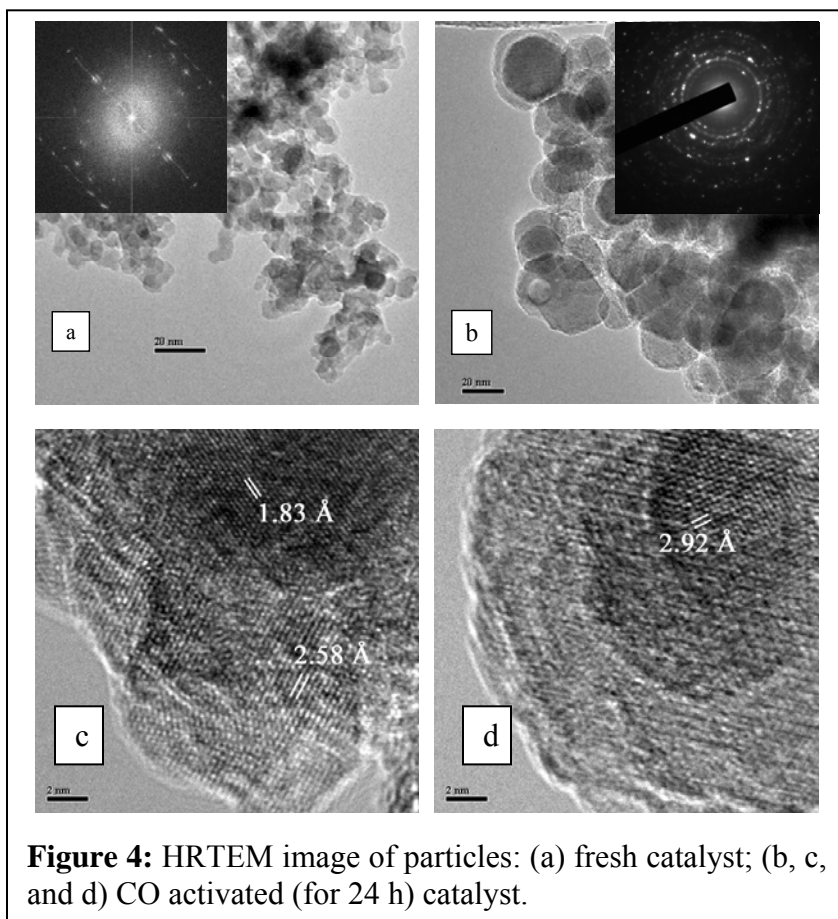 a
20 nm
b
20 nm
1.83 Å
2.58 Å
c
2 nm
2.92 Å
d
2 nm
Figure 4: HRTEM image of particles: (a) fresh catalyst; (b, c,
and d) CO activated (for 24 h) catalyst.